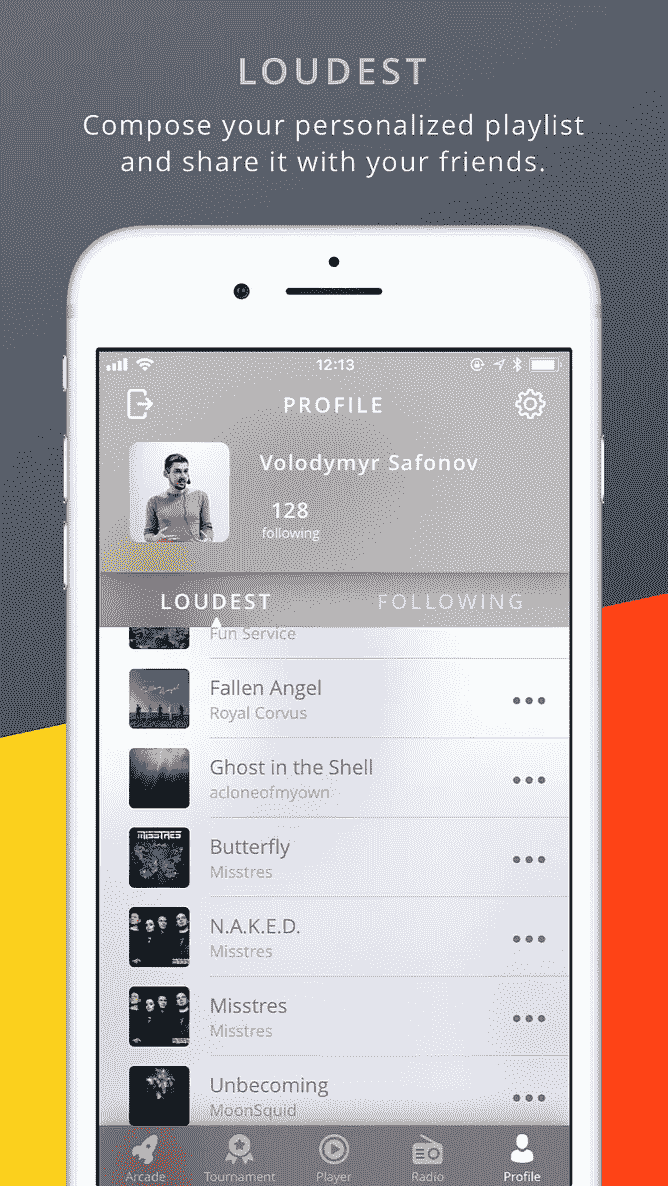 LOUDEST
Compose your personalized playlist
and share it with your friends.
12:13
PROFILE
Volodymyr Safonov
128
following
LOUDEST FOLLOWING
Fun Service
Fallen Angel
Royal Corvus
Ghost in the Shell
acloneofmyown
MISSTRES
Butterfly
Misstres
N.A.K.E.D.
Misstres
Misstres
Misstres
Unbecoming
MoonSquid
Arcade Tournament Player Radio Profile